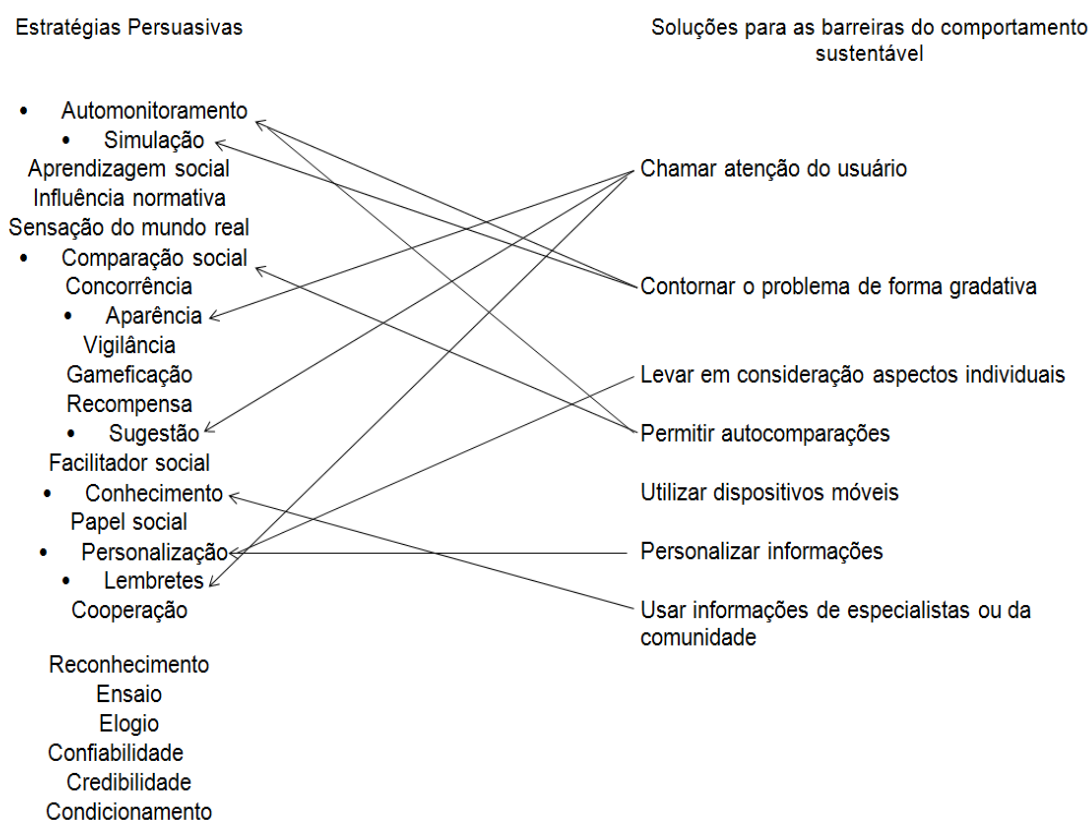 Estratégias Persuasivas
Soluções para as barreiras do comportamento
sustentável
• Automonitoramento
• Simulação
Aprendizagem social
Influência normativa
Sensação do mundo real
• Comparação social
Concorrência
• Aparência
Vigilância
Gameficação
Recompensa
• Sugestão
Facilitador social
• Conhecimento
Papel social
• Personalização
• Lembretes
Cooperação
Reconhecimento
Ensaio
Elogio
Confiabilidade
Credibilidade
Condicionamento
Chamar atenção do usuário
Contornar o problema de forma gradativa
Levar em consideração aspectos individuais
Permitir autocomparações
Utilizar dispositivos móveis
Personalizar informações
Usar informações de especialistas ou da
comunidade